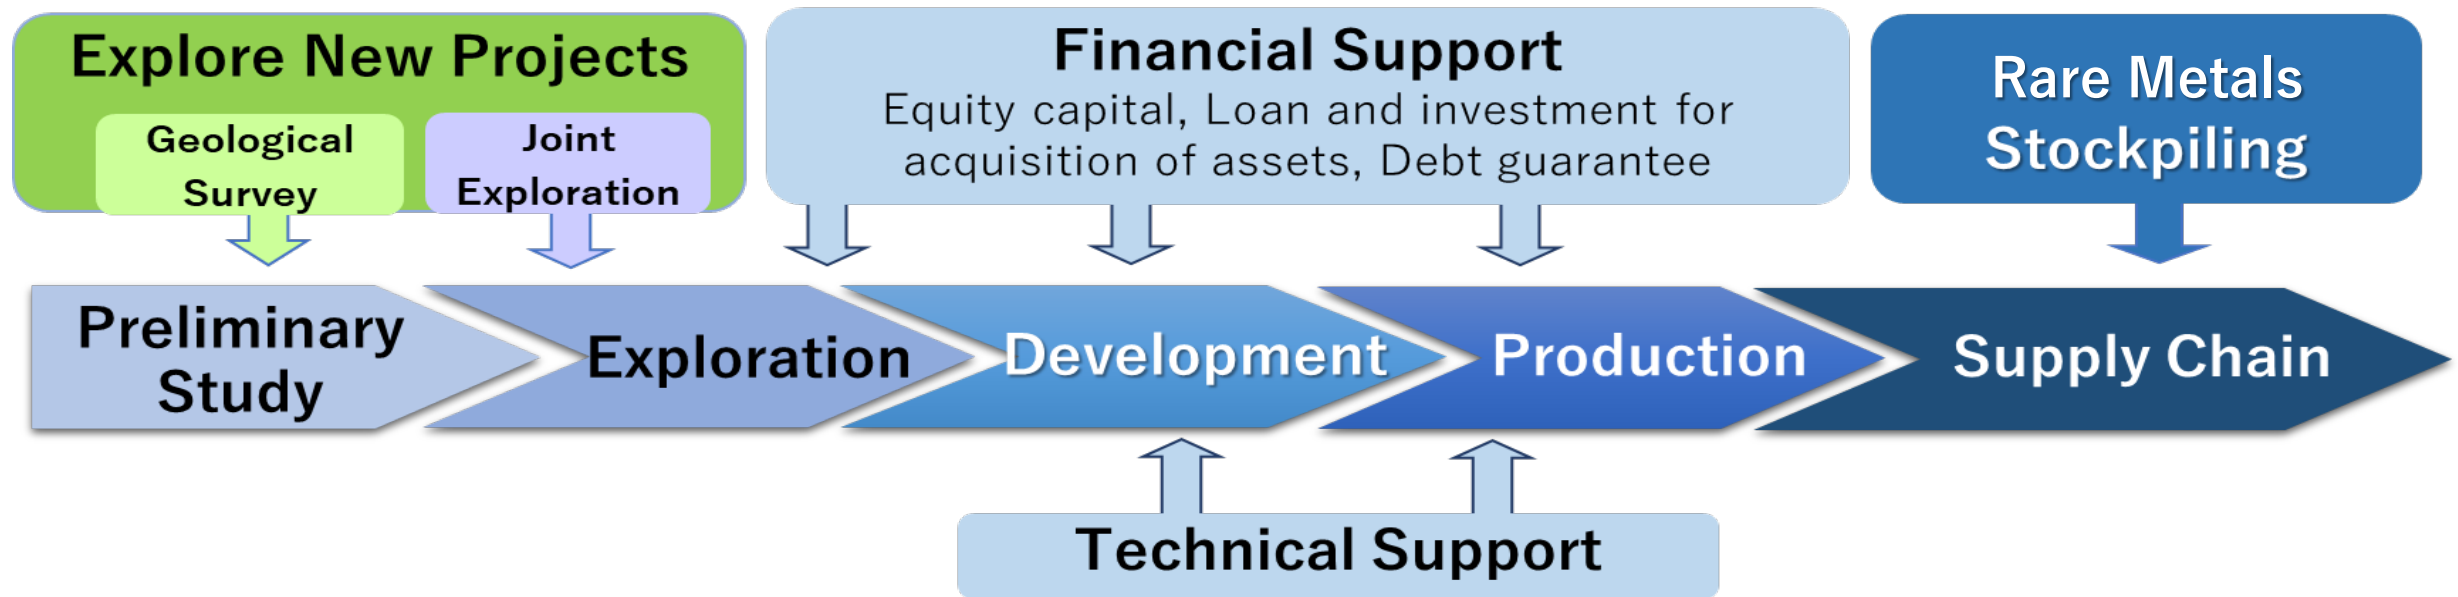 Explore New Projects
Geological
Survey
Joint
Exploration
Financial Support
Equity capital, Loan and investment for
acquisition of assets, Debt guarantee
Rare Metals
Stockpiling
Preliminary
Study
Exploration
Development
Production
Supply Chain
Technical Support